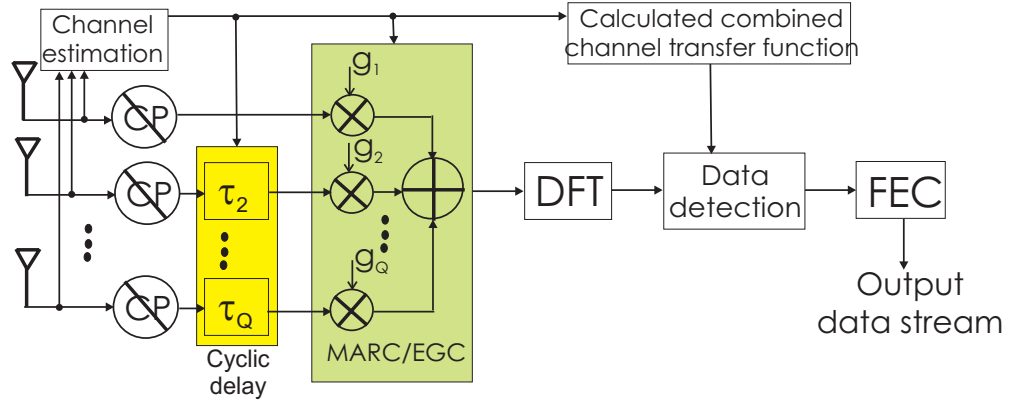 Channel
estimation
Calculated combined
channel transfer function
g1
CP
g2
CP
τ2
DFT
Data
detection
FEC
gQ
CP
τQ
MARC/EGC
Cyclic
delay
Output
data stream